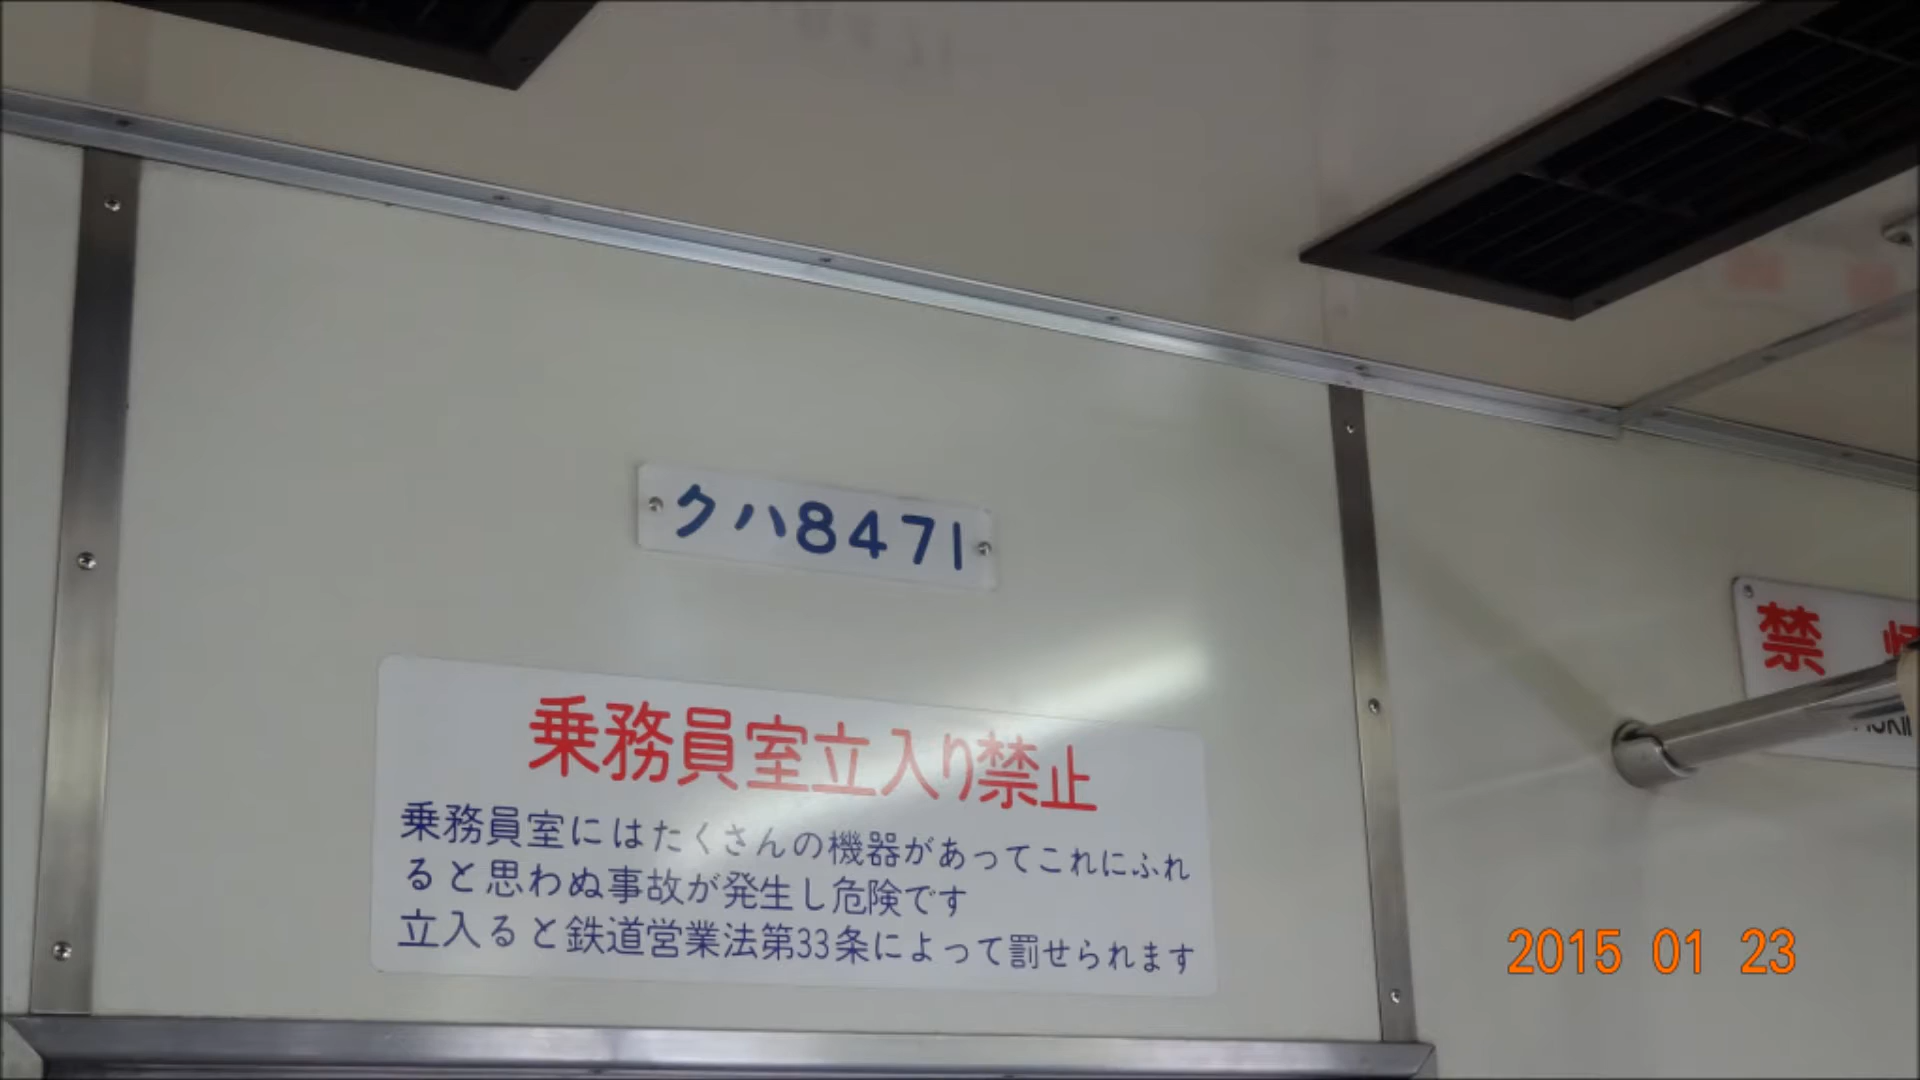 クハ8471
乗務員室立入り禁止
乗務員室にはたくさんの機器があってこれにふれ
ると思わぬ事故が発生し危険です
立入ると鉄道営業法第33条によって罰せられます
禁
2015 01 23